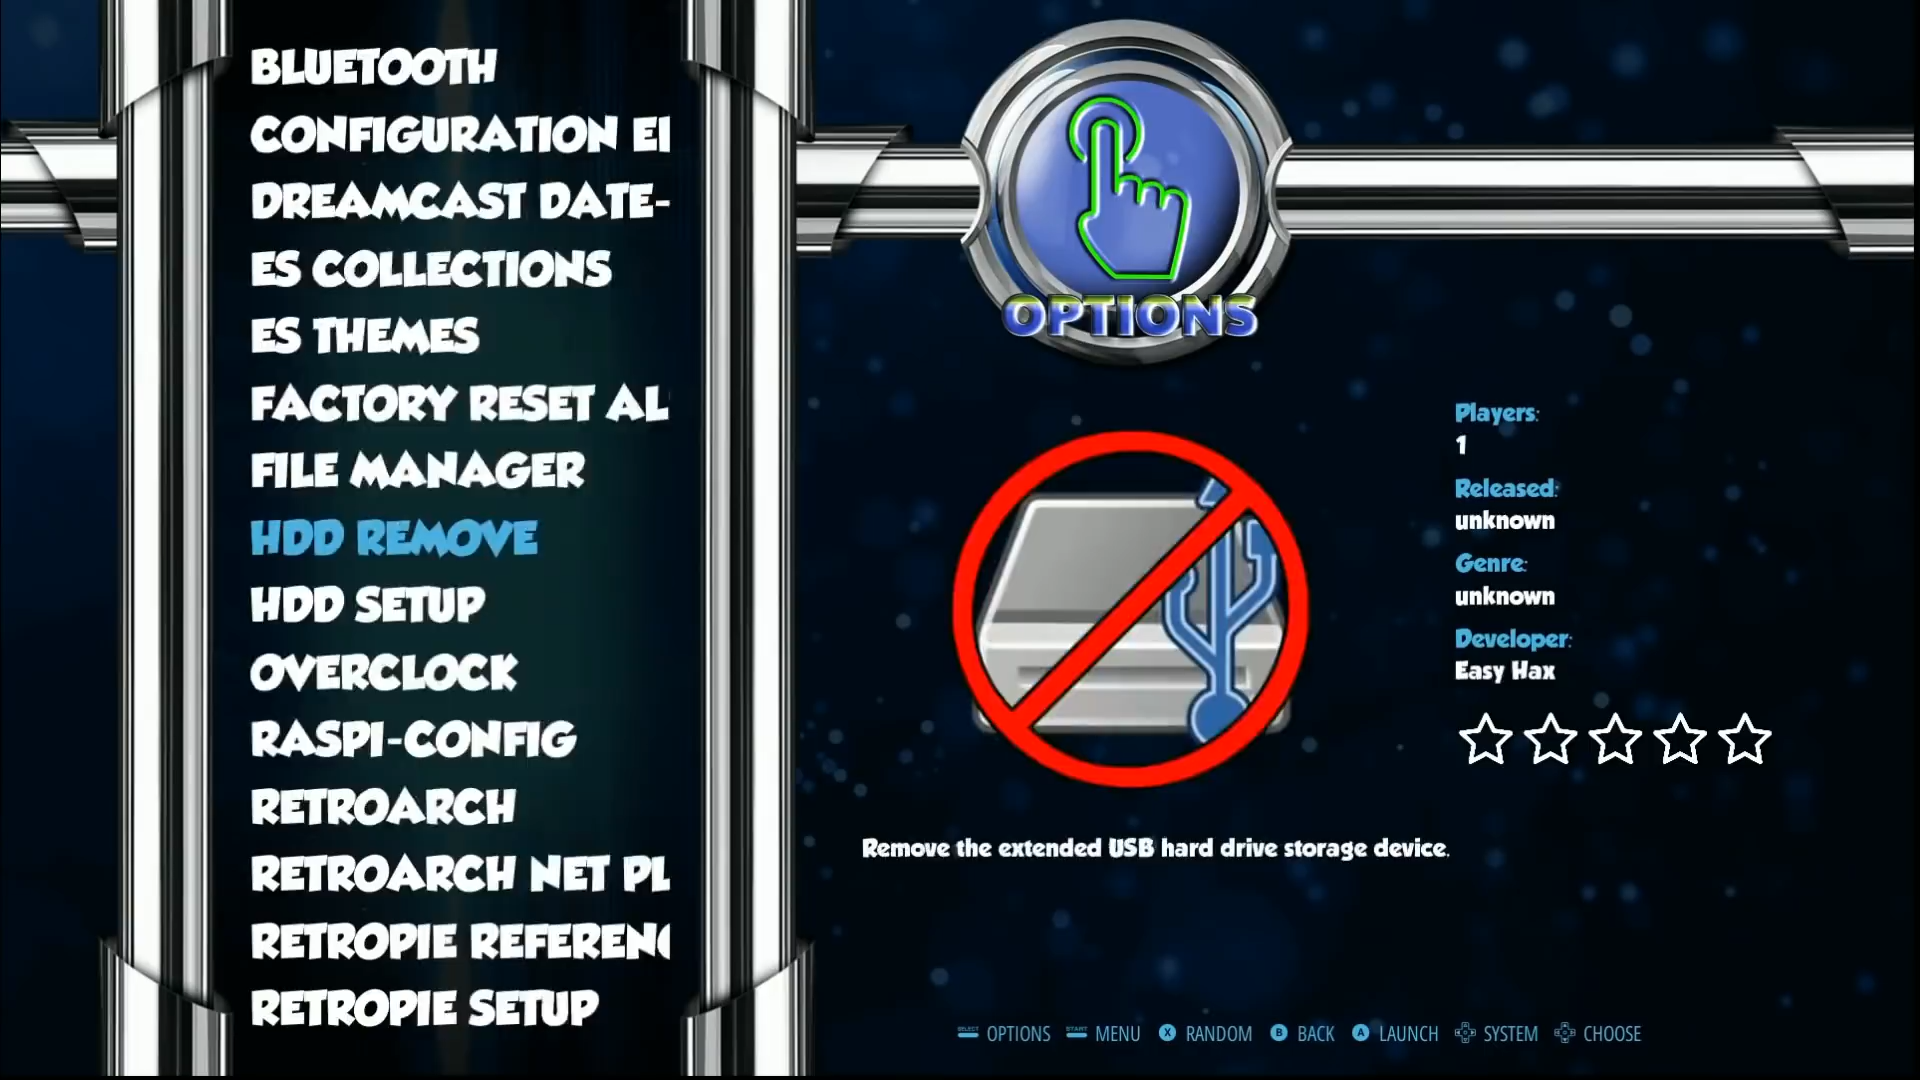 BLUETOOTH
CONFIGURATION
DREAMCAST DATE-
ES COLLECTIONS
ES THEMES
FACTORY RESET AL
FILE MANAGER
HDD REMOVE
HDD SETUP
OVERCLOCK
RASPI-CONFIG
RETROARCH
RETROARCH NET PL
RETROPIE REFEREN
RETROPIE SETUP
OPTIONS
Players:
1
Released:
unknown
Genre:
unknown
Developer:
Easy Hax
Remove the extended USB hard drive storage device.
SELECT OPTIONS START MENU X RANDOM B BACK A LAUNCH SYSTEM CHOOSE